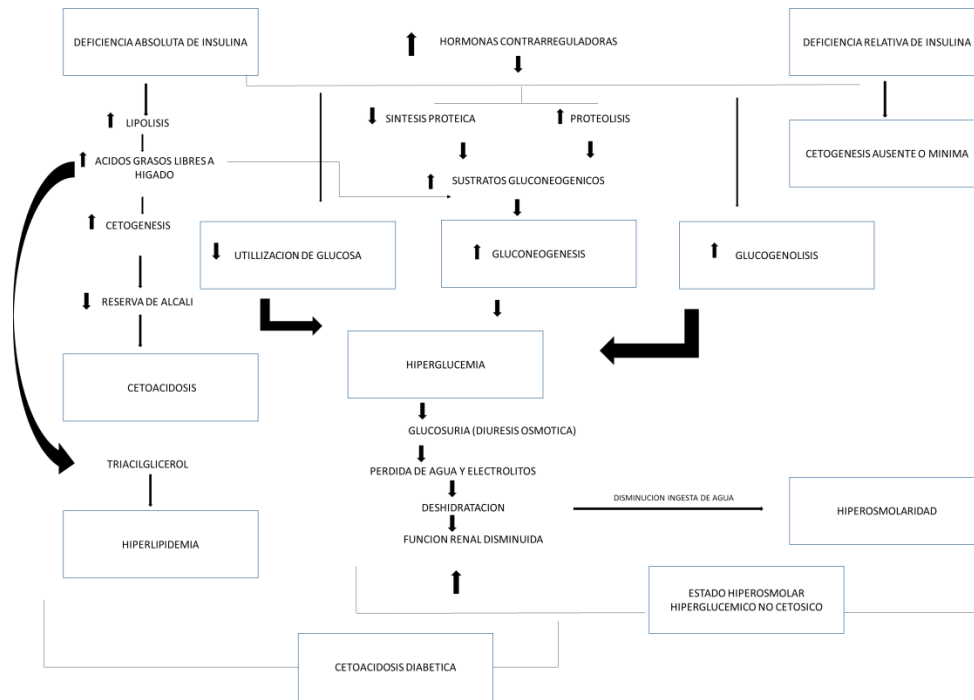 DEFICIENCIA ABSOLUTA DE INSULINA
HORMONAS CONTRARREGULADORAS
DEFICIENCIA RELATIVA DE INSULINA
LIPOLISIS
SINTESIS PROTEICA
PROTEOLISIS
ACIDOS GRASOS LIBRES A
HIGADO
CETOGENESIS AUSENTE O MINIMA
SUSTRATOS GLUCONEOGENICOS
CETOGENESIS
UTILLIZACION DE GLUCOSA
GLUCONEOGENESIS
GLUCOGENOLISIS
RESERVA DE ALCALI
HIPERGLUCEMIA
CETOACIDOSIS
GLUCOSURIA (DIURESIS OSMOTICA)
TRIACILGLICEROL
PERDIDA DE AGUA Y ELECTROLITOS
DISMINUCION INGESTA DE AGUA
DESHIDRATACION
HIPEROSMOLARIDAD
HIPERLIPIDEMIA
FUNCION RENAL DISMINUIDA
ESTADO HIPEROSMOLAR
HIPERGLUCEMICO NO CETOSICO
CETOACIDOSIS DIABETICA